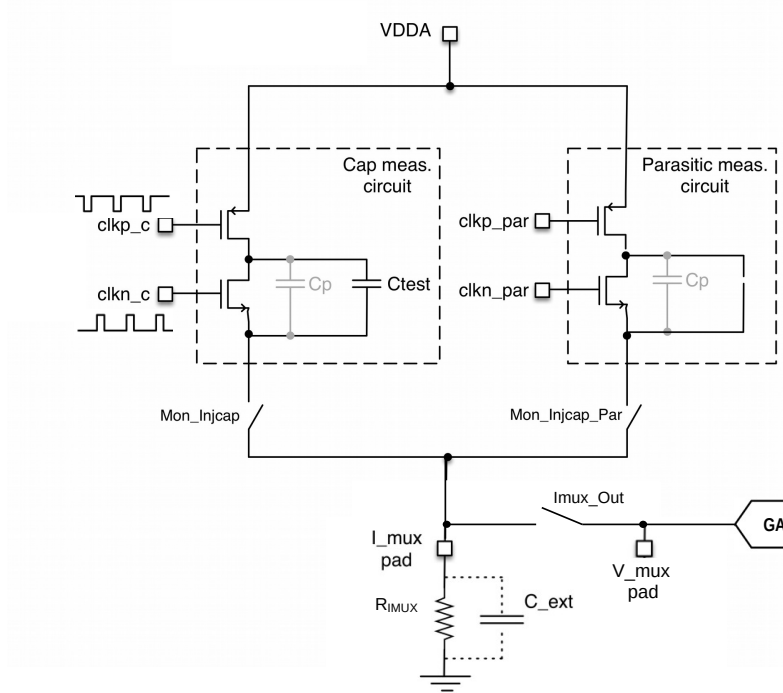 VDDA
Cap meas.
circuit
Parasitic meas.
circuit
clkp_c
clkp_par
Cp
Ctest
Cp
clkn_c
clkn_par
Mon_Injcap
Mon_Injcap_Par
Imux_Out
GA
I_mux
pad
V_mux
pad
RIMUX
C_ext